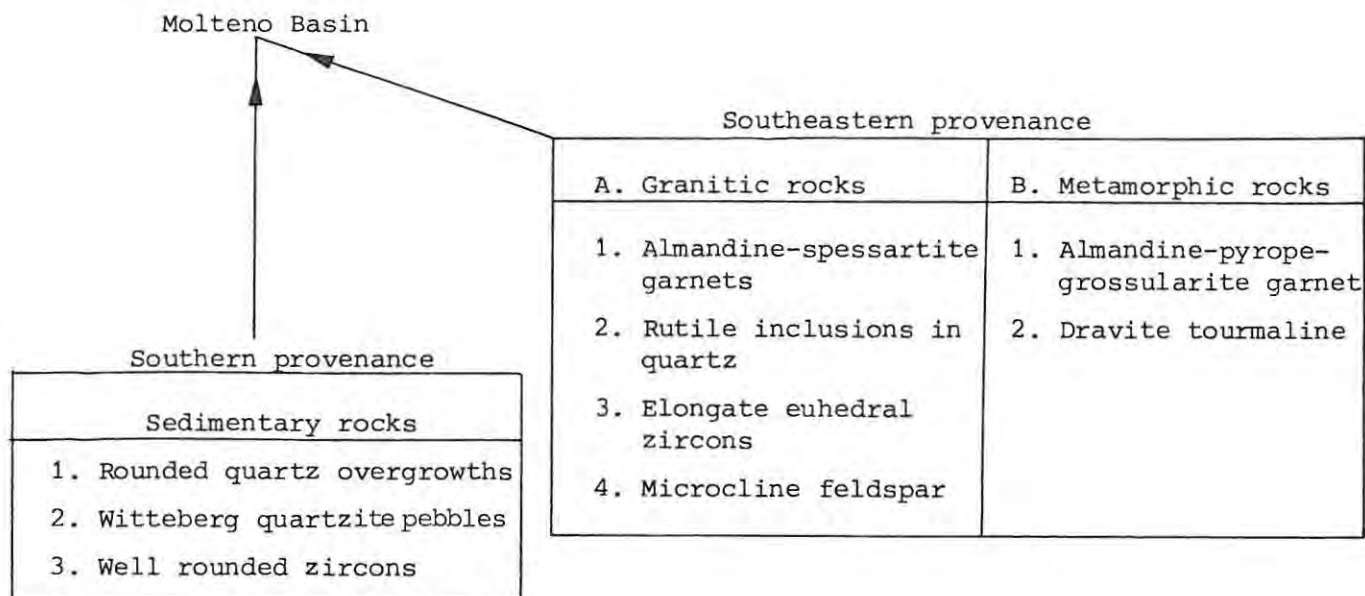 Molteno Basin
Southeastern provenance
A. Granitic rocks
1. Almandine-spessartite
garnets
2. Rutile inclusions in
quartz
3. Elongate euhedral
zircons
4. Microcline feldspar
B. Metamorphic rocks
1. Almandine-pyrope-
grossularite garnet
2. Dravite tourmaline
Southern provenance
Sedimentary rocks
1. Rounded quartz overgrowths
2. Witteberg quartzite pebbles
3. Well rounded zircons